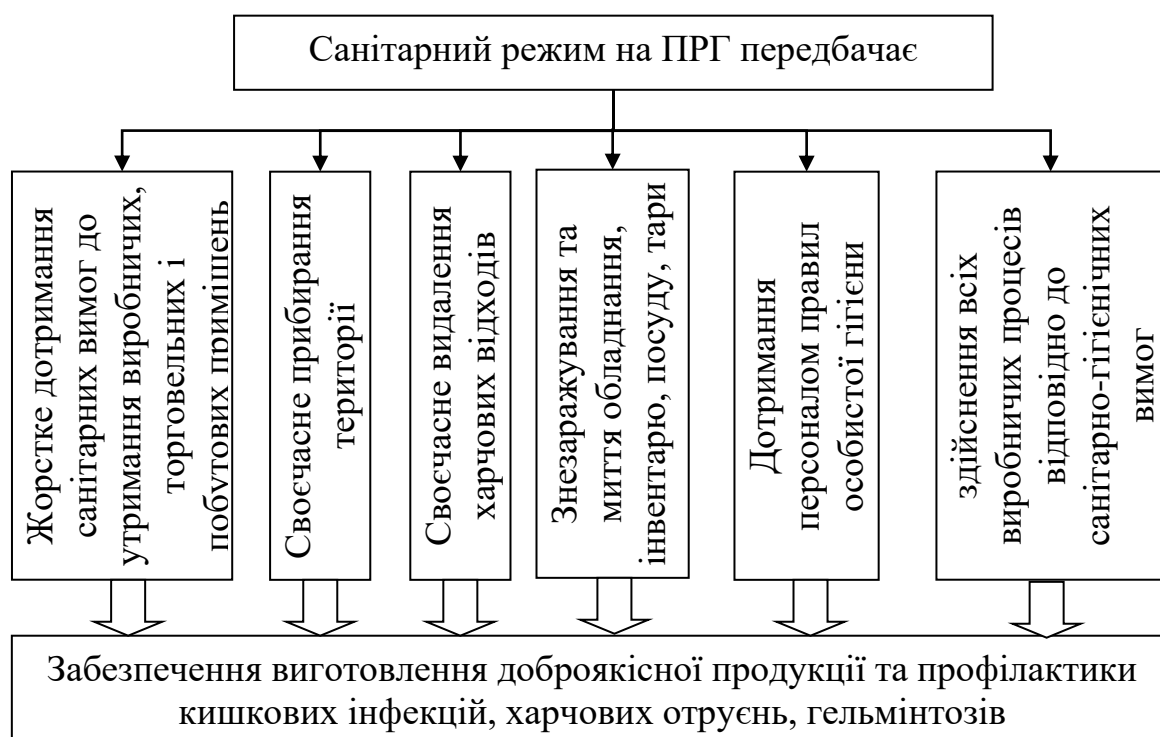 Санітарний режим на ПРГ передбачає
Жорстке дотримання
санітарних вимог до
утримання виробничих,
торговельних і
побутових приміщень
Своєчасне прибирання
території
Своєчасне видалення
харчових відходів
Знезаражування та
миття обладнання,
інвентарю, посуду, тари
Дотримання
персоналом правил
особистої гігієни
здійснення всіх
виробничих процесів
відповідно до
санітарно-гігієнічних
вимог
Забезпечення виготовлення доброякісної продукції та профілактики
кишкових інфекцій, харчових отруєнь, гельмінтозів